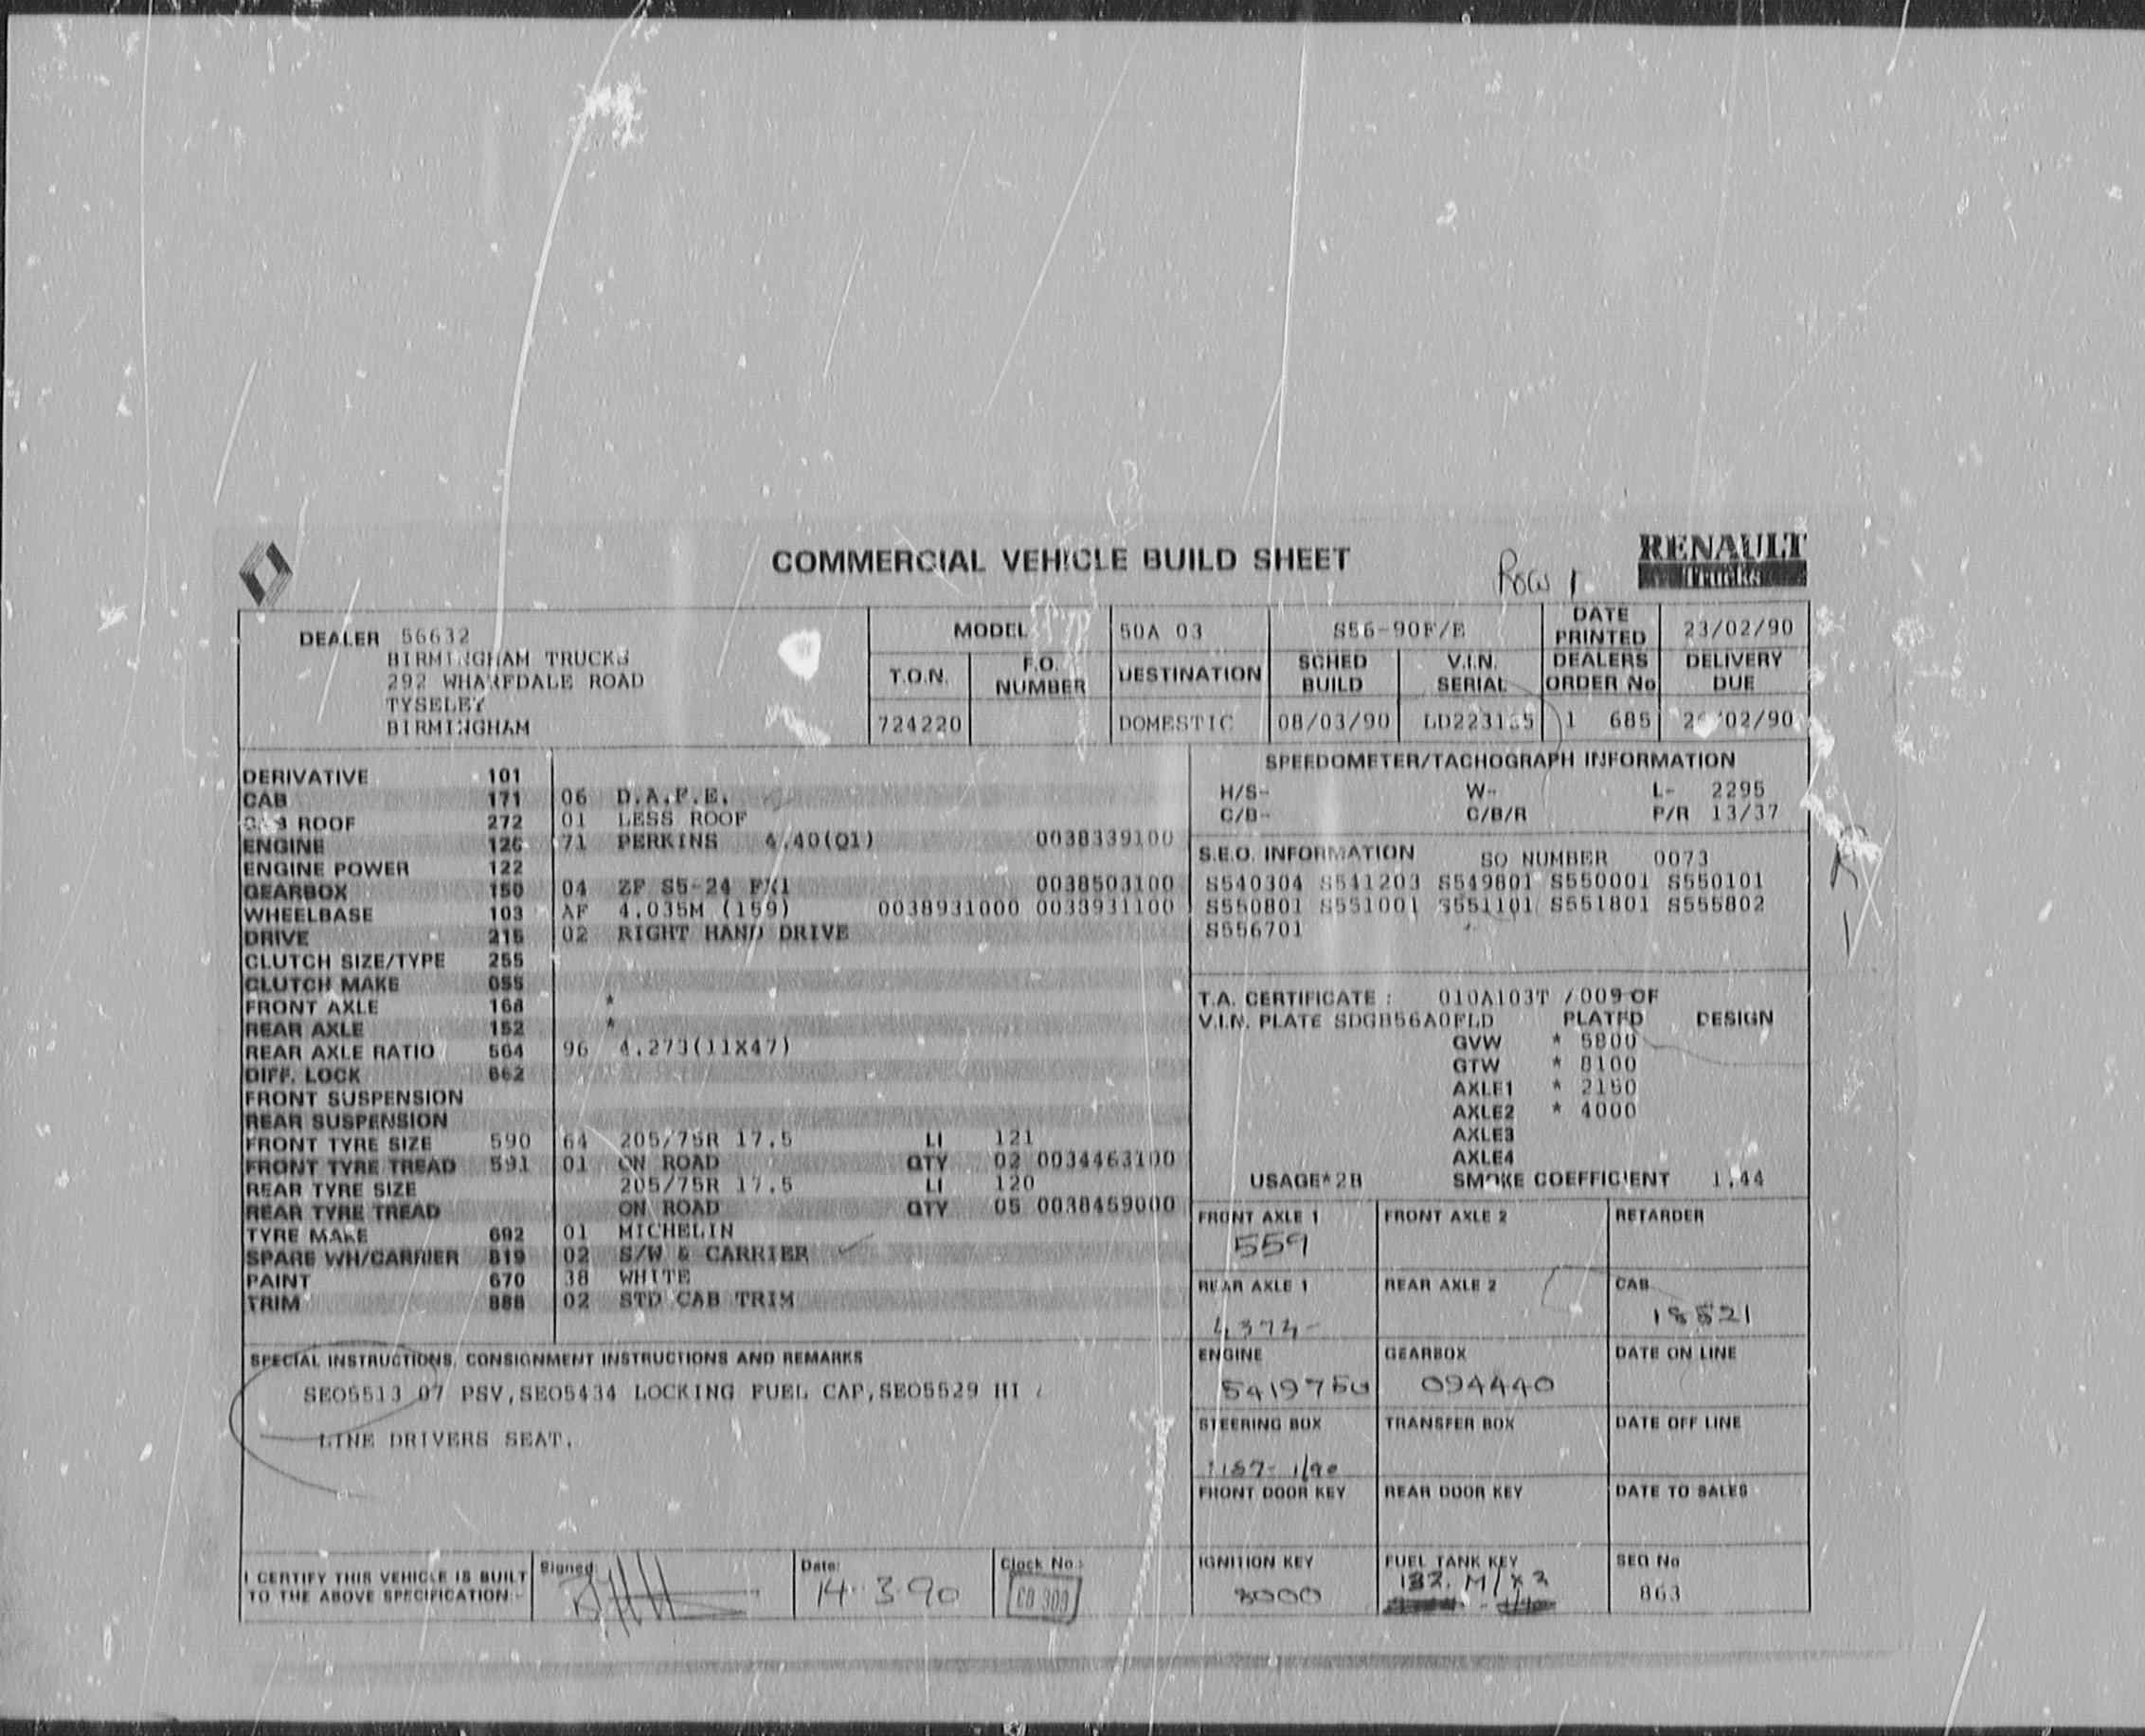 COMMERCIAL VEHICLE BUILD SHEET
Row 1
RENAULT
Trucks
DEALER 56632
BIRMINGHAM TRUCKS
292 WHARFDALE ROAD
TYSELEY
BIRMINGHAM
MODEL 50A 03 S56-90F/E DATE PRINTED 23/02/90
T.O.N. F.O. NUMBER DESTINATION SCHED BUILD V.I.N. SERIAL DEALERS ORDER No DELIVERY DUE
724220 DOMESTIC 08/03/90 1 685
DERIVATIVE 101
CAB 171 06 D.A.F.E.
CAB ROOF 272 01 LESS ROOF
ENGINE 126 71 PERKINS 4.40(Q1) 0038339100
ENGINE POWER 122
GEARBOX 150 04 ZF S5-24 0038503100
WHEELBASE 103 AF 4.035M (159) 0038931000 0038931100
DRIVE 215 02 RIGHT HAND DRIVE
CLUTCH SIZE/TYPE 255
CLUTCH MAKE 055
FRONT AXLE 168 *
REAR AXLE 152 *
REAR AXLE RATIO 564 96 4.273(11X47)
DIFF. LOCK 662
FRONT SUSPENSION
REAR SUSPENSION
FRONT TYRE SIZE 590 64 205/75R 17.5 LI 121
FRONT TYRE TREAD 591 01 ON ROAD QTY 02 0034463100
REAR TYRE SIZE 205/75R 17.5 LI 120
REAR TYRE TREAD ON ROAD QTY 05 0038459000
TYRE MAKE 692 01 MICHELIN
SPARE WH/CARRIER 819 02 S/W & CARRIER
PAINT 670 38 WHITE
TRIM 888 02 STD CAB TRIM
SPEEDOMETER/TACHOGRAPH INFORMATION
H/S- W- L- 2295
C/B- C/B/R P/R 13/37
S.E.O. INFORMATION SO NUMBER 0073
S540304 S541203 S549801 S550001 S550101
S550801 S551001 S551101 S551801 S555802
S556701
T.A. CERTIFICATE : 010A103T /009 OF
V.I.N. PLATE SDGB56A0FLD PLATED DESIGN
GVW * 5800
GTW * 8100
AXLE1 * 2150
AXLE2 * 4000
AXLE3
AXLE4
USAGE*2B SMOKE COEFFICIENT 1.44
FRONT AXLE 1 FRONT AXLE 2 RETARDER
559
REAR AXLE 1 REAR AXLE 2 CAB
4374- 18521
ENGINE GEARBOX DATE ON LINE
094440
STEERING BOX TRANSFER BOX DATE OFF LINE
FRONT DOOR KEY REAR DOOR KEY DATE TO SALES
IGNITION KEY FUEL TANK KEY SEQ No
863
SPECIAL INSTRUCTIONS, CONSIGNMENT INSTRUCTIONS AND REMARKS
SEO5513 07 PSV,SEO5434 LOCKING FUEL CAP,SEO5529 HI
LINE DRIVERS SEAT.
I CERTIFY THIS VEHICLE IS BUILT Signed: Date: Clock No.:
TO THE ABOVE SPECIFICATION:- 14.3.90